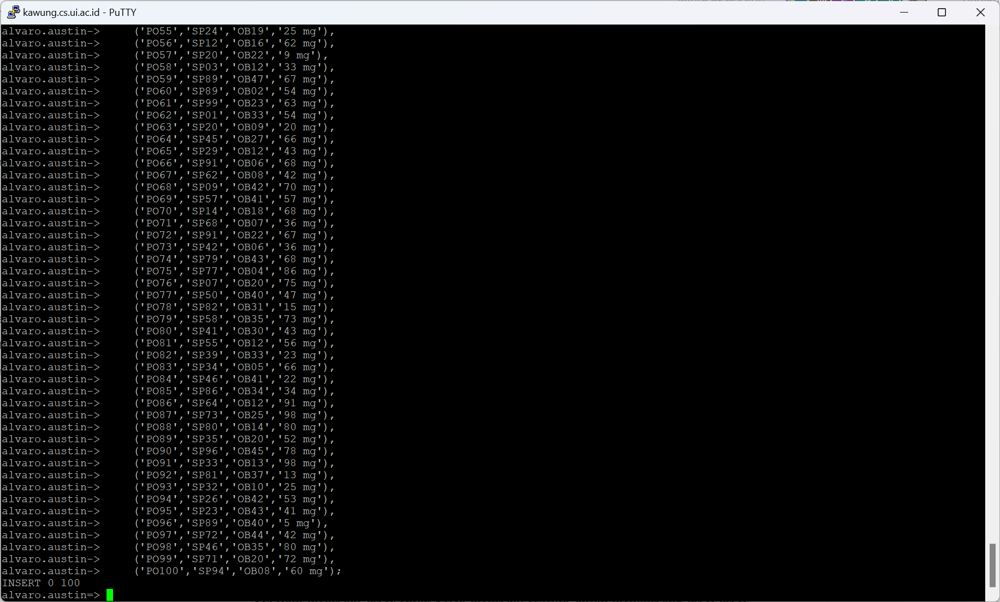 kawung.cs.ui.ac.id - PuTTY
alvaro.austin->     ('PO55','SP24','OB19','25 mg'),
alvaro.austin->     ('PO56','SP12','OB16','62 mg'),
alvaro.austin->     ('PO57','SP20','OB22','9 mg'),
alvaro.austin->     ('PO58','SP03','OB12','33 mg'),
alvaro.austin->     ('PO59','SP89','OB47','67 mg'),
alvaro.austin->     ('PO60','SP89','OB02','54 mg'),
alvaro.austin->     ('PO61','SP99','OB23','63 mg'),
alvaro.austin->     ('PO62','SP01','OB33','54 mg'),
alvaro.austin->     ('PO63','SP20','OB09','20 mg'),
alvaro.austin->     ('PO64','SP45','OB27','66 mg'),
alvaro.austin->     ('PO65','SP29','OB12','43 mg'),
alvaro.austin->     ('PO66','SP91','OB06','68 mg'),
alvaro.austin->     ('PO67','SP62','OB08','42 mg'),
alvaro.austin->     ('PO68','SP09','OB42','70 mg'),
alvaro.austin->     ('PO69','SP57','OB41','57 mg'),
alvaro.austin->     ('PO70','SP14','OB18','68 mg'),
alvaro.austin->     ('PO71','SP68','OB07','36 mg'),
alvaro.austin->     ('PO72','SP91','OB22','67 mg'),
alvaro.austin->     ('PO73','SP42','OB06','36 mg'),
alvaro.austin->     ('PO74','SP79','OB43','68 mg'),
alvaro.austin->     ('PO75','SP77','OB04','86 mg'),
alvaro.austin->     ('PO76','SP07','OB20','75 mg'),
alvaro.austin->     ('PO77','SP50','OB40','47 mg'),
alvaro.austin->     ('PO78','SP82','OB31','15 mg'),
alvaro.austin->     ('PO79','SP58','OB35','73 mg'),
alvaro.austin->     ('PO80','SP41','OB30','43 mg'),
alvaro.austin->     ('PO81','SP55','OB12','56 mg'),
alvaro.austin->     ('PO82','SP39','OB33','23 mg'),
alvaro.austin->     ('PO83','SP34','OB05','66 mg'),
alvaro.austin->     ('PO84','SP46','OB41','22 mg'),
alvaro.austin->     ('PO85','SP86','OB34','34 mg'),
alvaro.austin->     ('PO86','SP64','OB12','91 mg'),
alvaro.austin->     ('PO87','SP73','OB25','98 mg'),
alvaro.austin->     ('PO88','SP80','OB14','80 mg'),
alvaro.austin->     ('PO89','SP35','OB20','52 mg'),
alvaro.austin->     ('PO90','SP96','OB45','78 mg'),
alvaro.austin->     ('PO91','SP33','OB13','98 mg'),
alvaro.austin->     ('PO92','SP81','OB37','13 mg'),
alvaro.austin->     ('PO93','SP32','OB10','25 mg'),
alvaro.austin->     ('PO94','SP26','OB42','53 mg'),
alvaro.austin->     ('PO95','SP23','OB43','41 mg'),
alvaro.austin->     ('PO96','SP89','OB40','5 mg'),
alvaro.austin->     ('PO97','SP72','OB44','42 mg'),
alvaro.austin->     ('PO98','SP46','OB35','80 mg'),
alvaro.austin->     ('PO99','SP71','OB20','72 mg'),
alvaro.austin->     ('PO100','SP94','OB08','60 mg');
INSERT 0 100
alvaro.austin=>